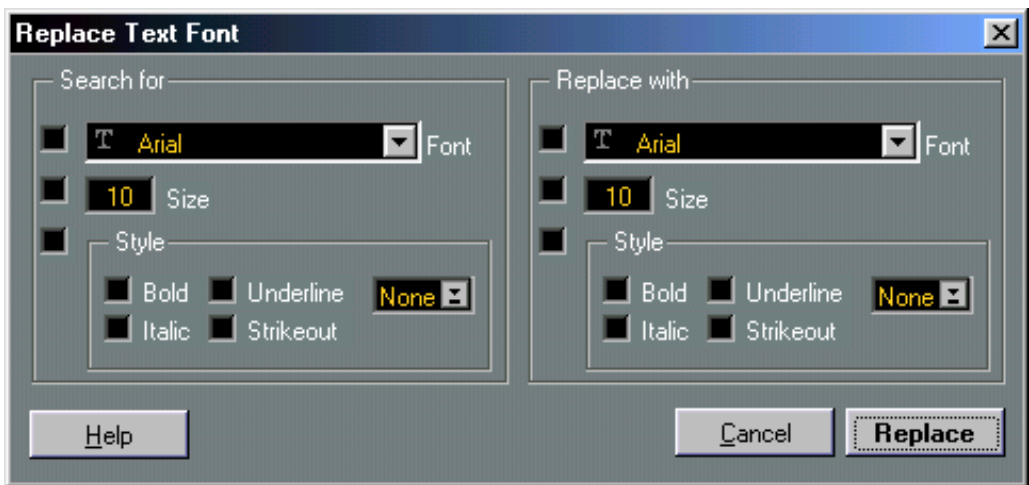 Replace Text Font
Search for
T Arial Font
10 Size
Style
Bold Underline None
Italic Strikeout
Replace with
T Arial Font
10 Size
Style
Bold Underline None
Italic Strikeout
Help Cancel Replace